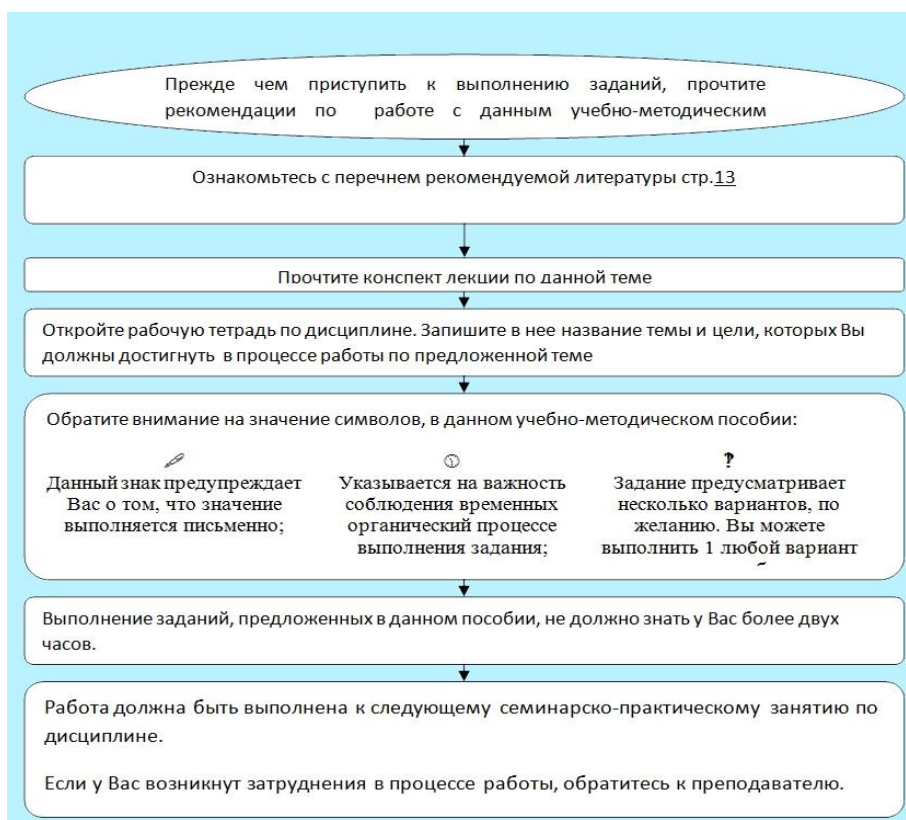 Прежде чем приступить к выполнению заданий, прочтите
рекомендации по работе с данным учебно-методическим
Ознакомьтесь с перечнем рекомендуемой литературы стр.13
Прочтите конспект лекции по данной теме
Откройте рабочую тетрадь по дисциплине. Запишите в нее название темы и цели, которых Вы
должны достигнуть в процессе работы по предложенной теме
Обратите внимание на значение символов, в данном учебно-методическом пособии:
Данный знак предупреждает
Вас о том, что значение
выполняется письменно;
Указывается на важность
соблюдения временных
органический процессе
выполнения задания;
?
Задание предусматривает
несколько вариантов, по
желанию. Вы можете
выполнить 1 любой вариант
Выполнение заданий, предложенных в данном пособии, не должно знать у Вас более двух
часов.
Работа должна быть выполнена к следующему семинарско-практическому занятию по
дисциплине.
Если у Вас возникнут затруднения в процессе работы, обратитесь к преподавателю.